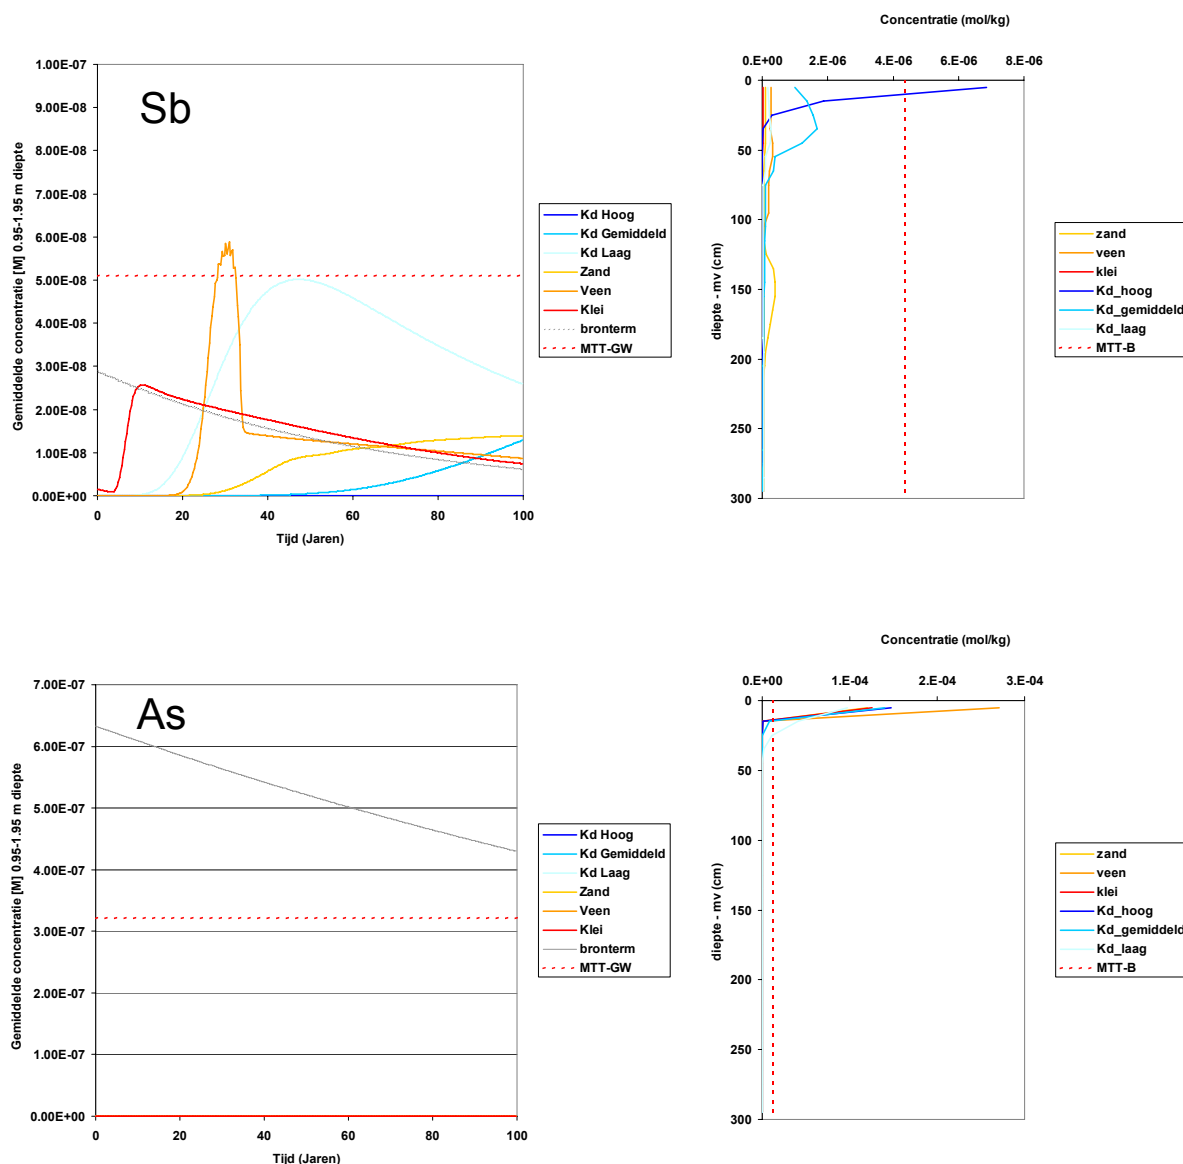 Sb
1.00E-07
9.00E-08
8.00E-08
7.00E-08
6.00E-08
5.00E-08
4.00E-08
3.00E-08
2.00E-08
1.00E-08
0.00E+00
Gemiddelde concentratie [M] 0.95-1.95 m diepte
0 20 40 60 80 100
Tijd (Jaren)
Kd Hoog
Kd Gemiddeld
Kd Laag
Zand
Veen
Klei
bronterm
MTT-GW
Concentratie (mol/kg)
0.E+00 2.E-06 4.E-06 6.E-06 8.E-06
0
50
100
150
200
250
300
diepte - mv (cm)
zand
veen
klei
Kd_hoog
Kd_gemiddeld
Kd_laag
MTT-B
As
7.00E-07
6.00E-07
5.00E-07
4.00E-07
3.00E-07
2.00E-07
1.00E-07
0.00E+00
Gemiddelde concentratie [M] 0.95-1.95 m diepte
0 20 40 60 80 100
Tijd (Jaren)
Kd Hoog
Kd Gemiddeld
Kd Laag
Zand
Veen
Klei
bronterm
MTT-GW
Concentratie (mol/kg)
0.E+00 1.E-04 2.E-04 3.E-04
0
50
100
150
200
250
300
diepte - mv (cm)
zand
veen
klei
Kd_hoog
Kd_gemiddeld
Kd_laag
MTT-B